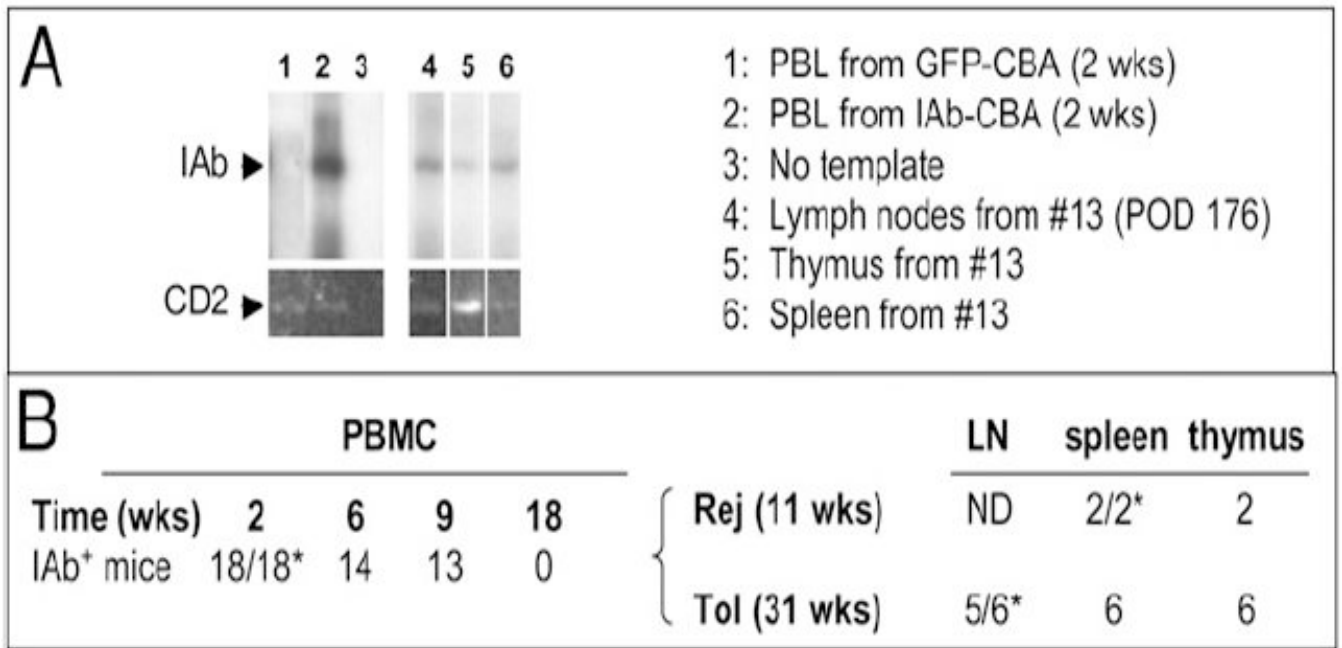 A
1 2 3 4 5 6
IAb
CD2
1: PBL from GFP-CBA (2 wks)
2: PBL from IAb-CBA (2 wks)
3: No template
4: Lymph nodes from #13 (POD 176)
5: Thymus from #13
6: Spleen from #13
B
PBMC
Time (wks) 2 6 9 18
IAb⁺ mice 18/18* 14 13 0
LN spleen thymus
Rej (11 wks) ND 2/2* 2
Tol (31 wks) 5/6* 6 6